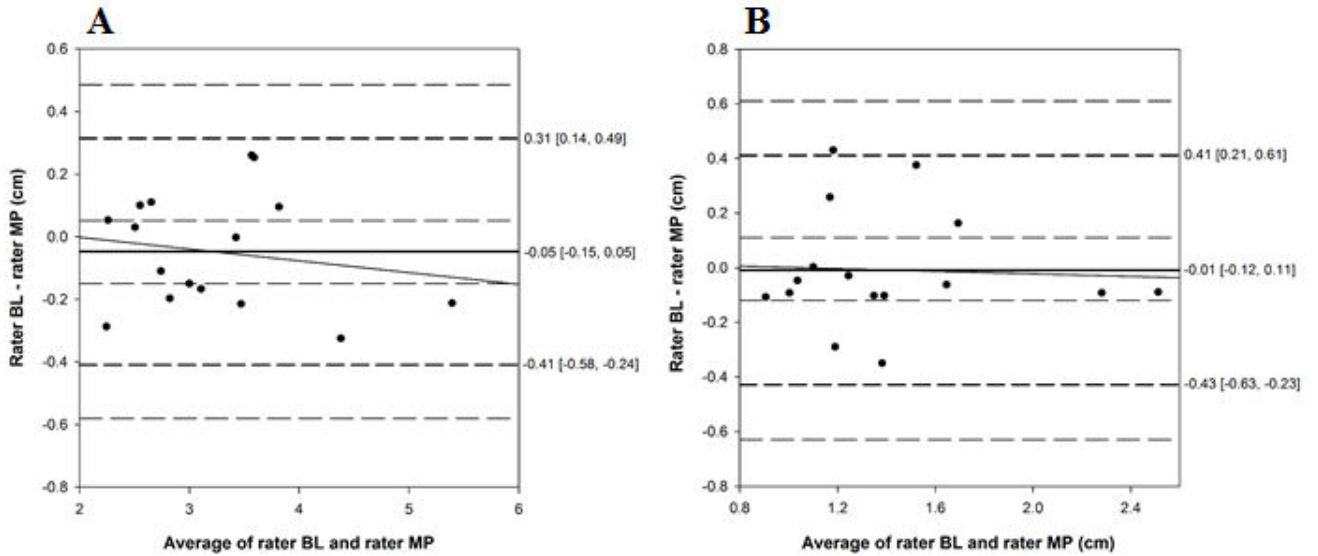 A
0.6
0.4
0.2
0.0
-0.2
-0.4
-0.6
-0.8
Rater BL - rater MP (cm)
0.31 [0.14, 0.49]
-0.05 [-0.15, 0.05]
-0.41 [-0.58, -0.24]
2 3 4 5 6
Average of rater BL and rater MP
B
0.8
0.6
0.4
0.2
0.0
-0.2
-0.4
-0.6
-0.8
Rater BL - rater MP (cm)
0.41 [0.21, 0.61]
-0.01 [-0.12, 0.11]
-0.43 [-0.63, -0.23]
0.8 1.2 1.6 2.0 2.4
Average of rater BL and rater MP (cm)